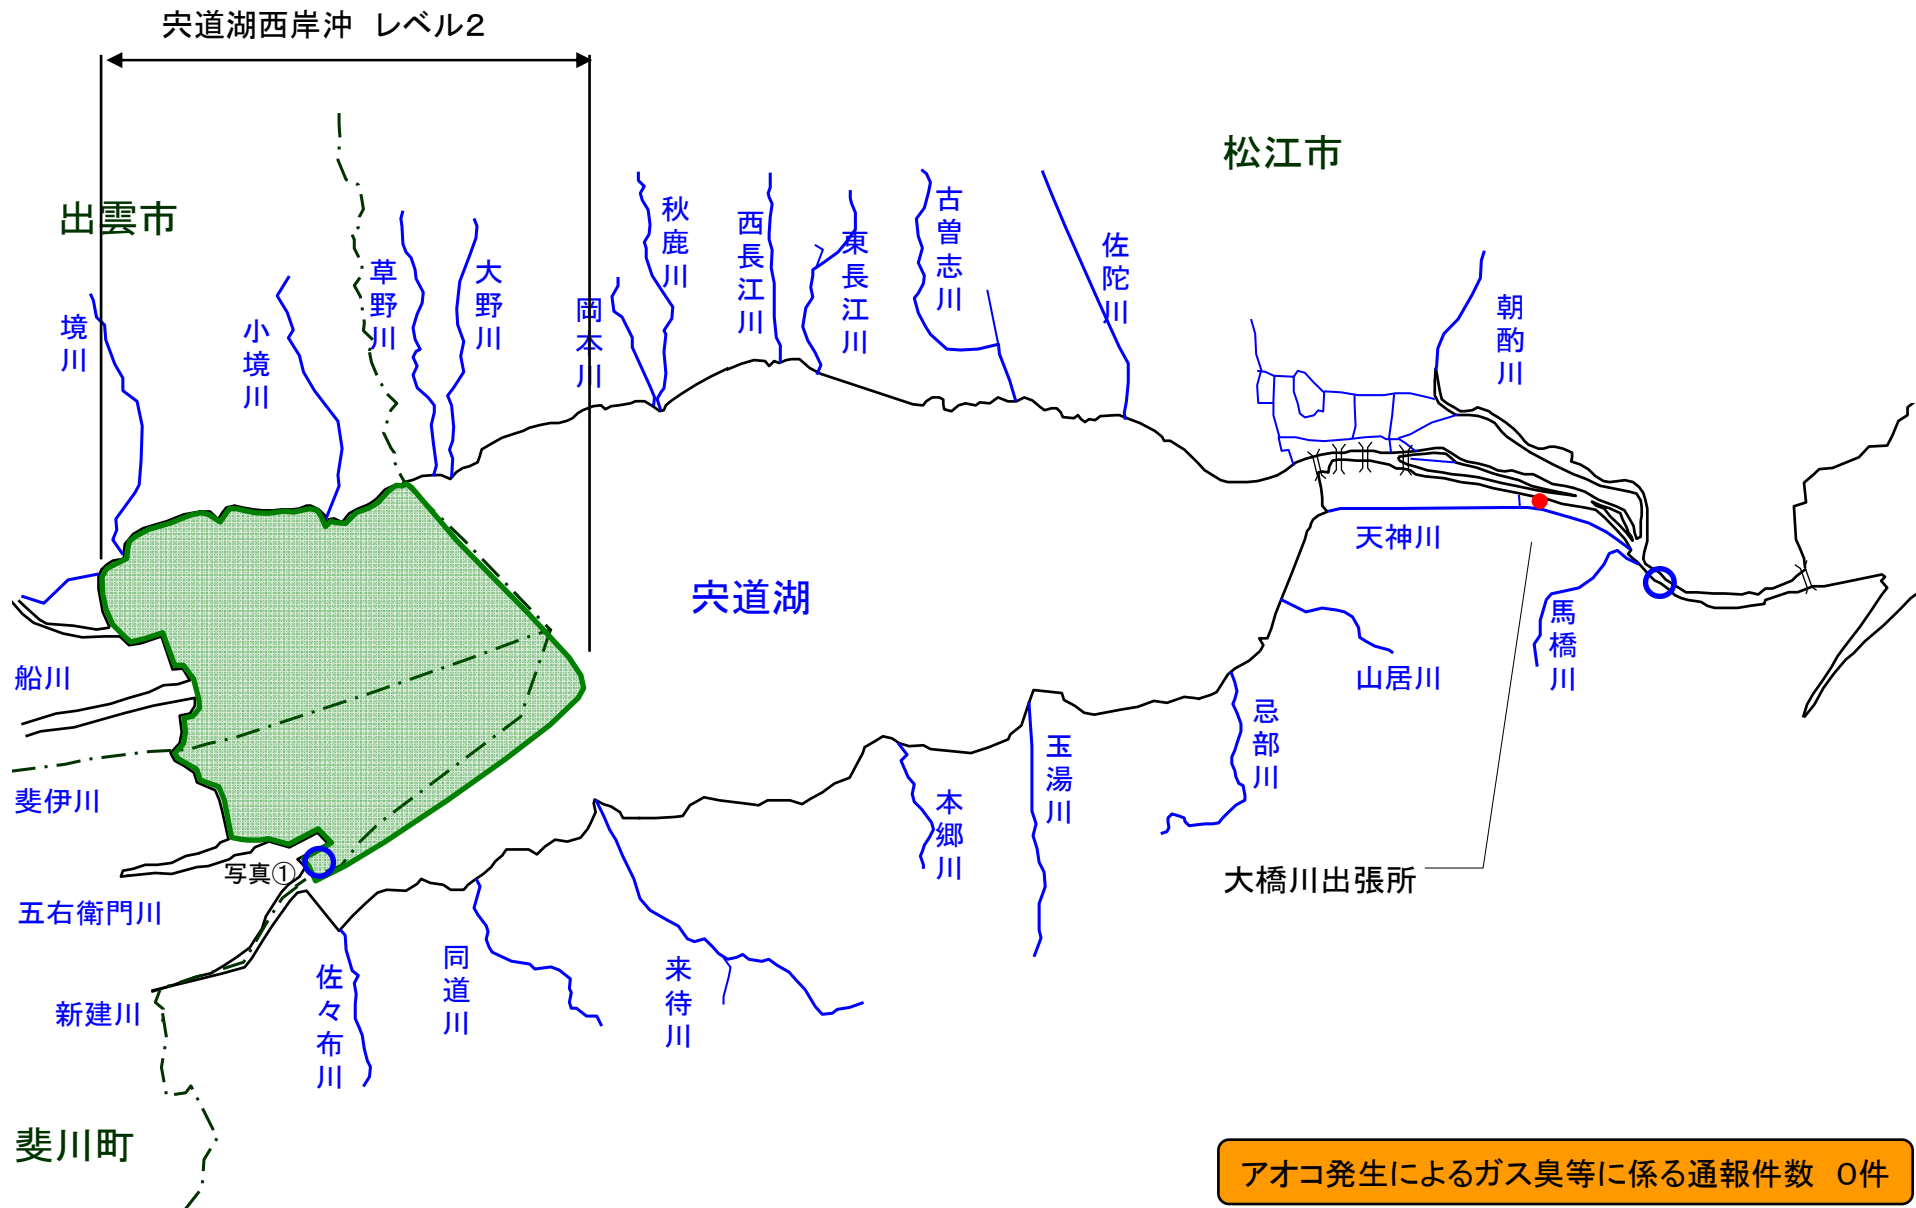 宍道湖西岸沖 レベル2
松江市
出雲市
秋鹿川
西長江川
東長江川
古曽志川
佐陀川
草野川
大野川
岡本川
朝酌川
境川
小境川
天神川
宍道湖
馬橋川
船川
山居川
忌部川
玉湯川
斐伊川
本郷川
写真①
大橋川出張所
五右衛門川
同道川
来待川
佐々布川
新建川
斐川町
アオコ発生によるガス臭等に係る通報件数 0件